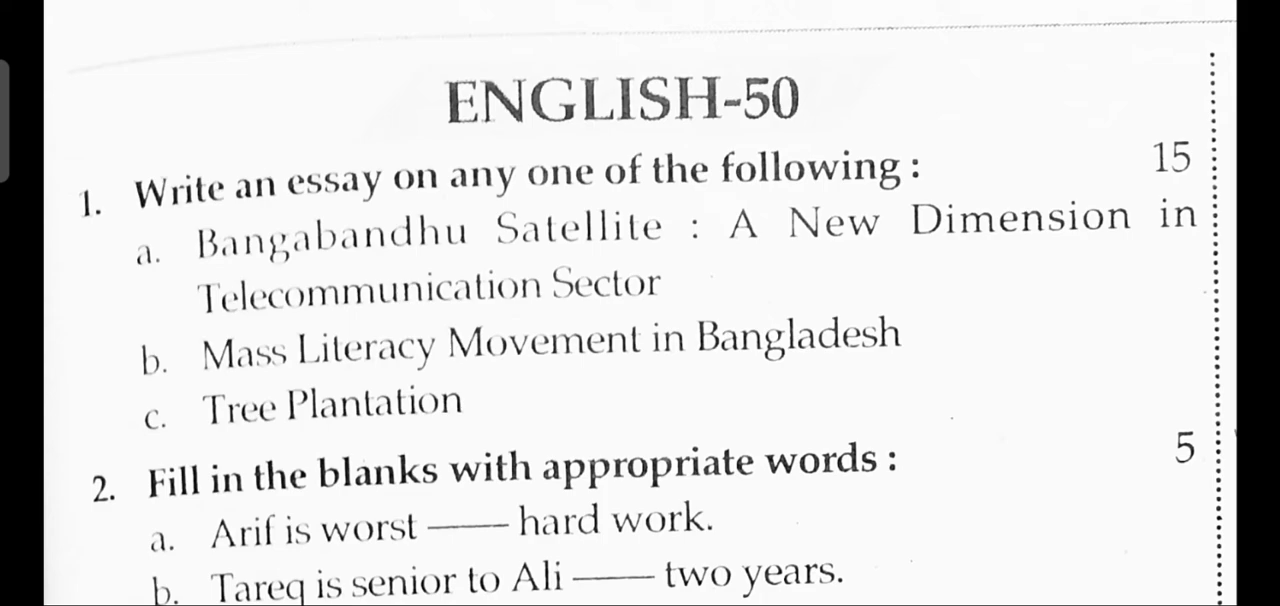 ENGLISH-50
1. Write an essay on any one of the following : 15
a. Bangabandhu Satellite : A New Dimension in
Telecommunication Sector
b. Mass Literacy Movement in Bangladesh
c. Tree Plantation
2. Fill in the blanks with appropriate words : 5
a. Arif is worst —— hard work.
b. Tareq is senior to Ali —— two years.